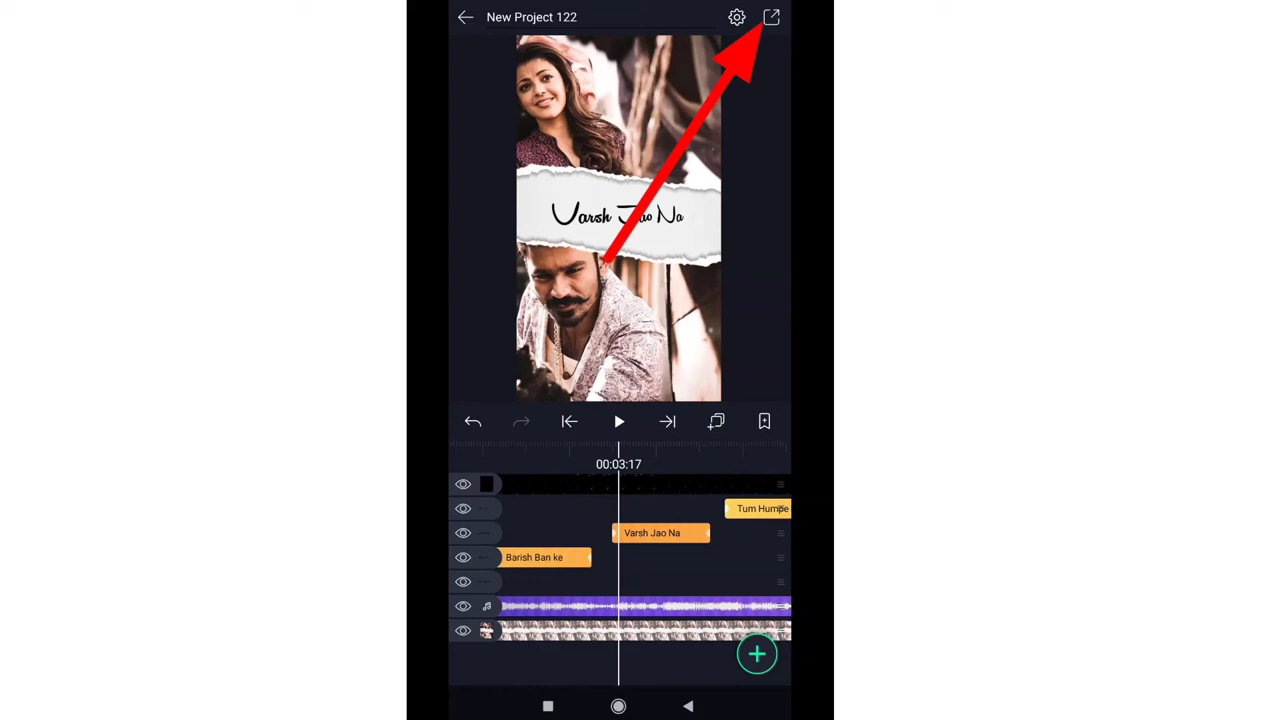 New Project 122
Varsh Jao Na
00:03:17
Tum Humpe
Varsh Jao Na
Barish Ban ke